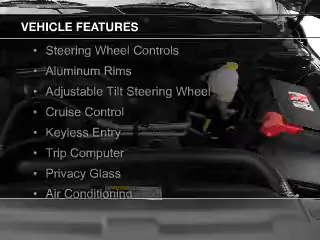 VEHICLE FEATURES
• Steering Wheel Controls
• Aluminum Rims
• Adjustable Tilt Steering Wheel
• Cruise Control
• Keyless Entry
• Trip Computer
• Privacy Glass
• Air Conditioning